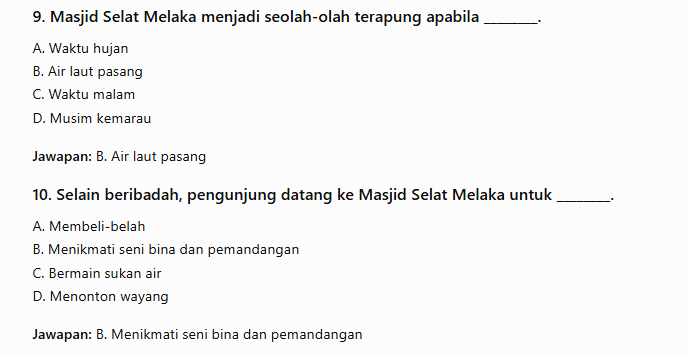 9. Masjid Selat Melaka menjadi seolah-olah terapung apabila ________.
A. Waktu hujan
B. Air laut pasang
C. Waktu malam
D. Musim kemarau
Jawapan: B. Air laut pasang
10. Selain beribadah, pengunjung datang ke Masjid Selat Melaka untuk ________.
A. Membeli-belah
B. Menikmati seni bina dan pemandangan
C. Bermain sukan air
D. Menonton wayang
Jawapan: B. Menikmati seni bina dan pemandangan